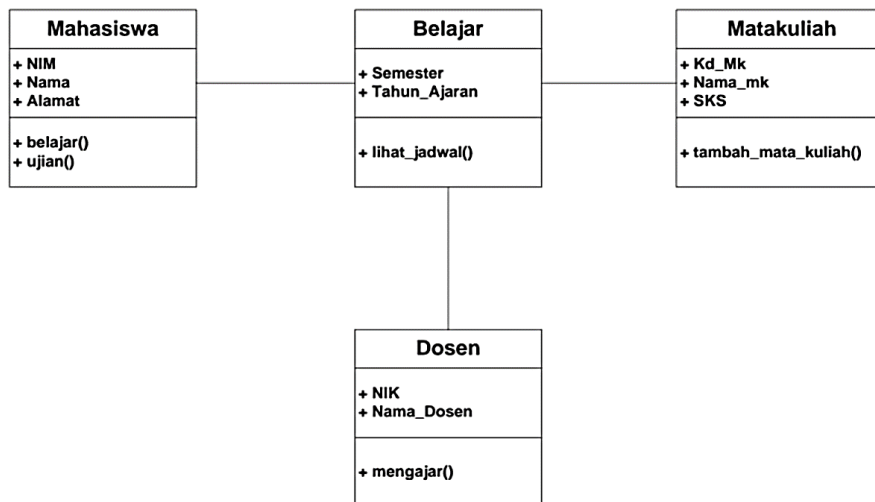 Mahasiswa
+ NIM
+ Nama
+ Alamat
+ belajar()
+ ujian()
Belajar
+ Semester
+ Tahun_Ajaran
+ lihat_jadwal()
Matakuliah
+ Kd_Mk
+ Nama_mk
+ SKS
+ tambah_mata_kuliah()
Dosen
+ NIK
+ Nama_Dosen
+ mengajar()